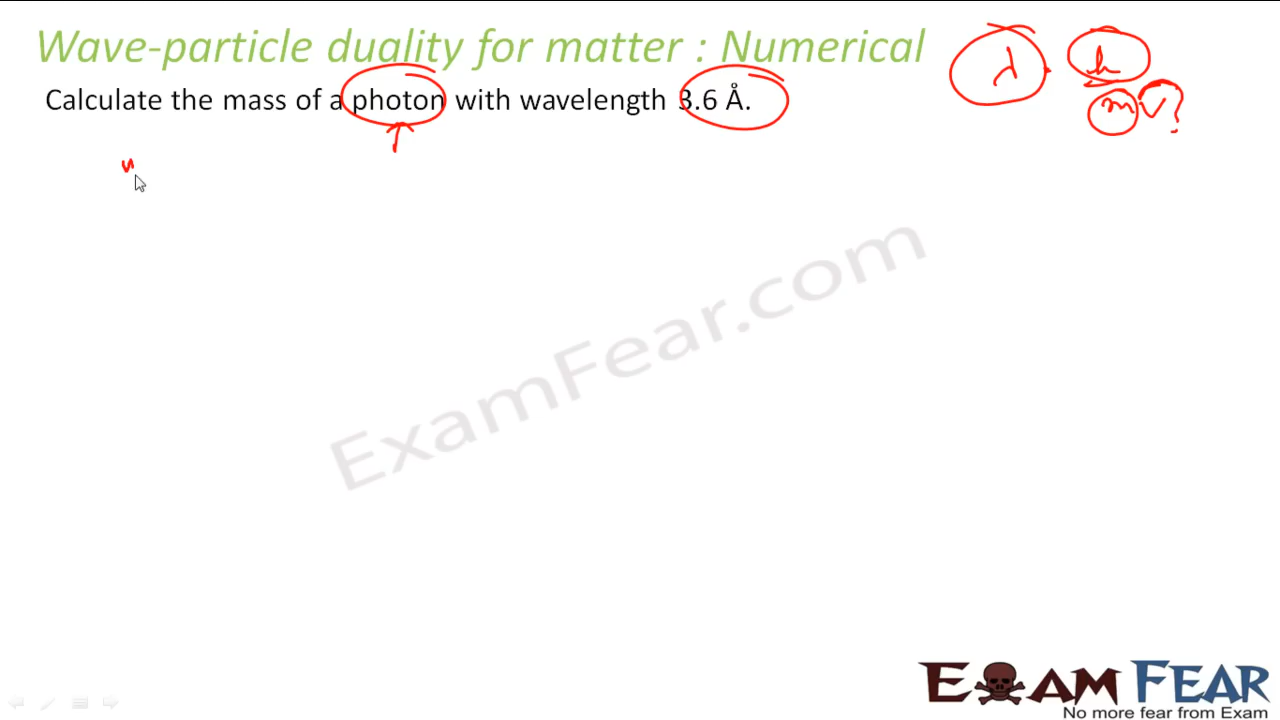 Wave-particle duality for matter : Numerical
Calculate the mass of a photon with wavelength 3.6 Å.
λ = h
mv?
ExamFear.com
EXAM FEAR
No more fear from Exam